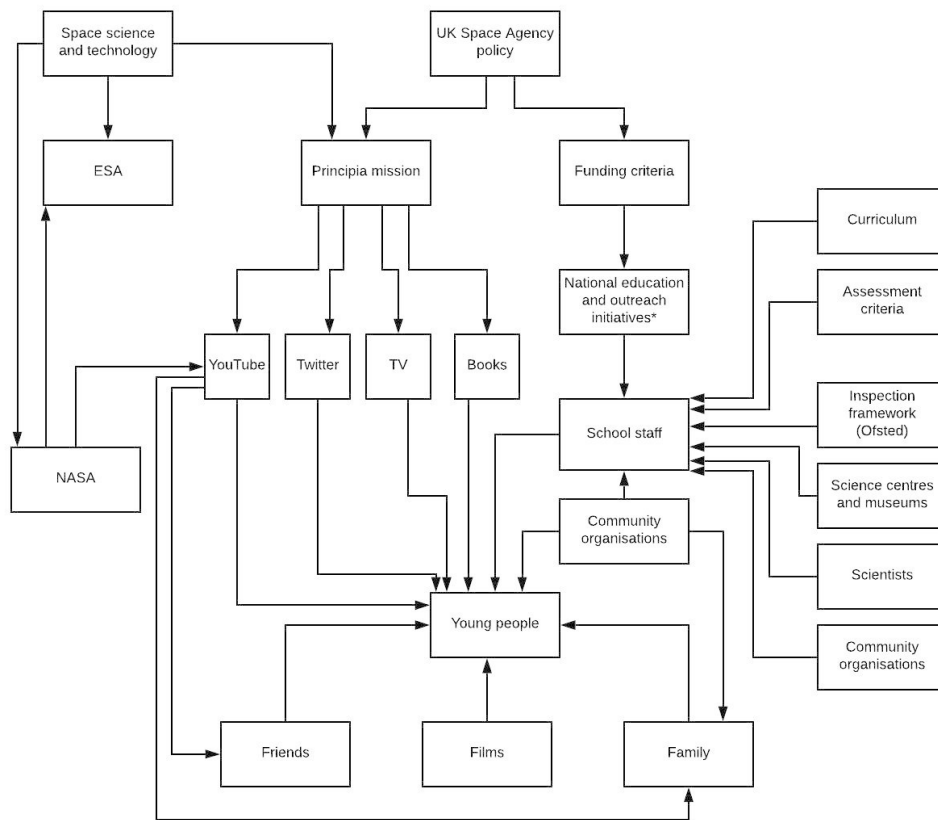 Space science
and technology
UK Space Agency
policy
ESA
Principia mission
Funding criteria
Curriculum
National education
and outreach
initiatives*
Assessment
criteria
YouTube
Twitter
TV
Books
Inspection
framework
(Ofsted)
School staff
NASA
Science centres
and museums
Community
organisations
Scientists
Young people
Community
organisations
Friends
Films
Family